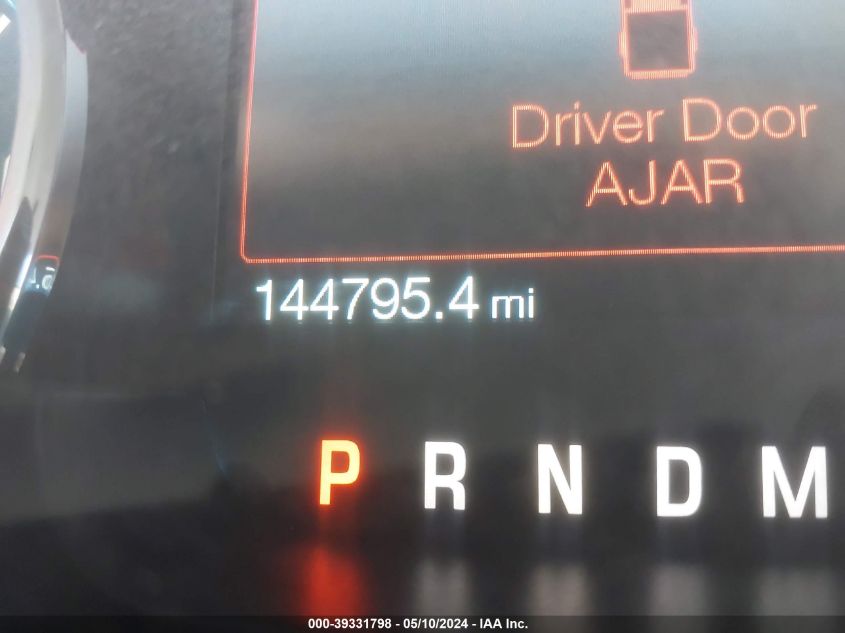 Driver Door
AJAR
144795.4 mi
P R N D M
000-39331798 - 05/10/2024 - IAA Inc.